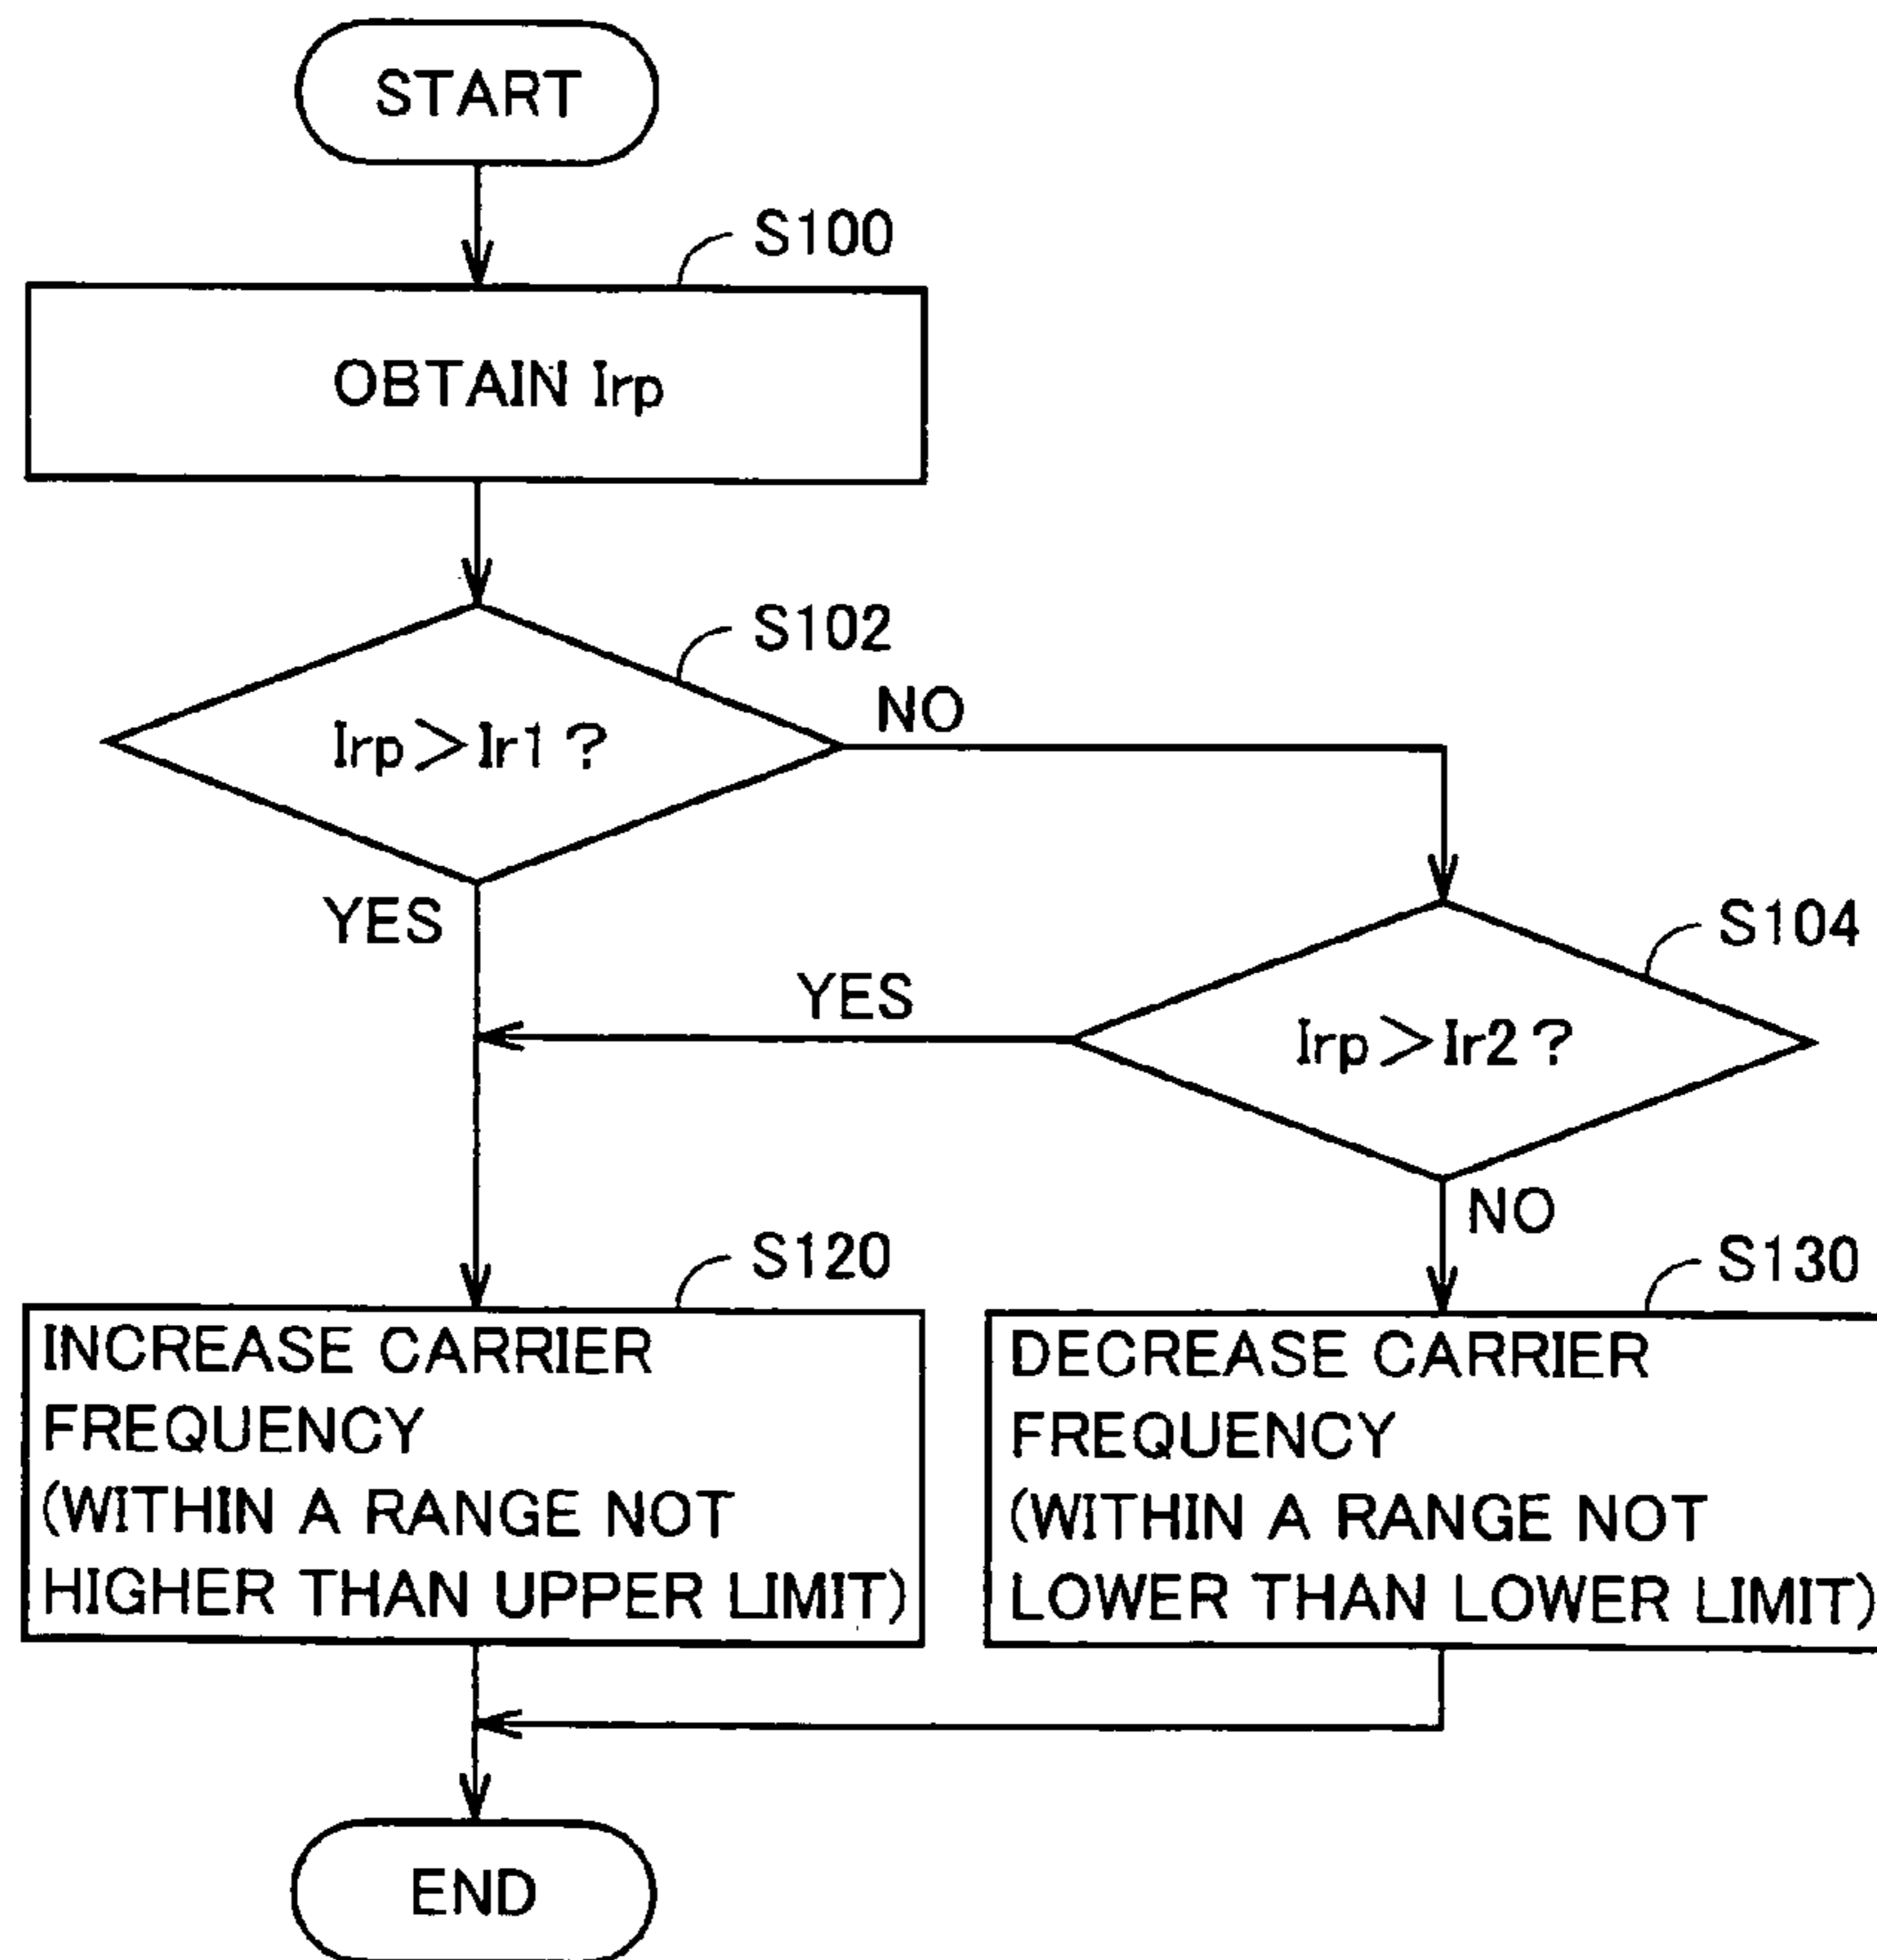 START
S100
OBTAIN Irp
S102
Irp>Ir1?
NO
YES
S104
YES
Irp>Ir2?
NO
S120
S130
INCREASE CARRIER
FREQUENCY
(WITHIN A RANGE NOT
HIGHER THAN UPPER LIMIT)
DECREASE CARRIER
FREQUENCY
(WITHIN A RANGE NOT
LOWER THAN LOWER LIMIT)
END